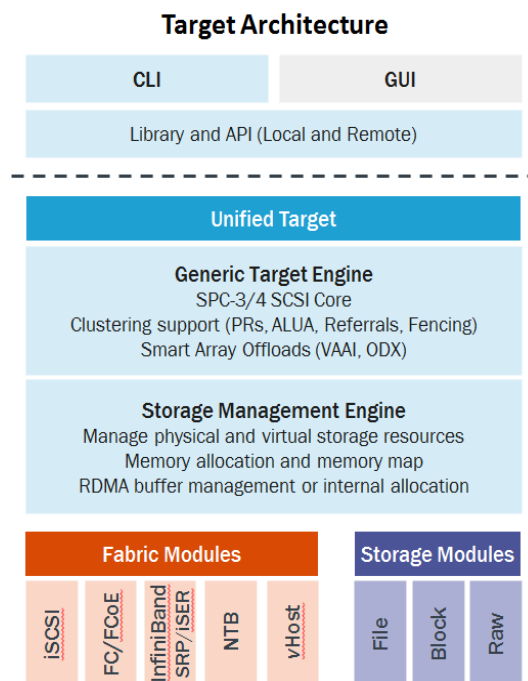 Target Architecture
CLI
GUI
Library and API (Local and Remote)
Unified Target
Generic Target Engine
SPC-3/4 SCSI Core
Clustering support (PRs, ALUA, Referrals, Fencing)
Smart Array Offloads (VAAI, ODX)
Storage Management Engine
Manage physical and virtual storage resources
Memory allocation and memory map
RDMA buffer management or internal allocation
Fabric Modules
iSCSI
FC/FCoE
InfiniBand
SRP/iSER
NTB
vHost
Storage Modules
File
Block
Raw